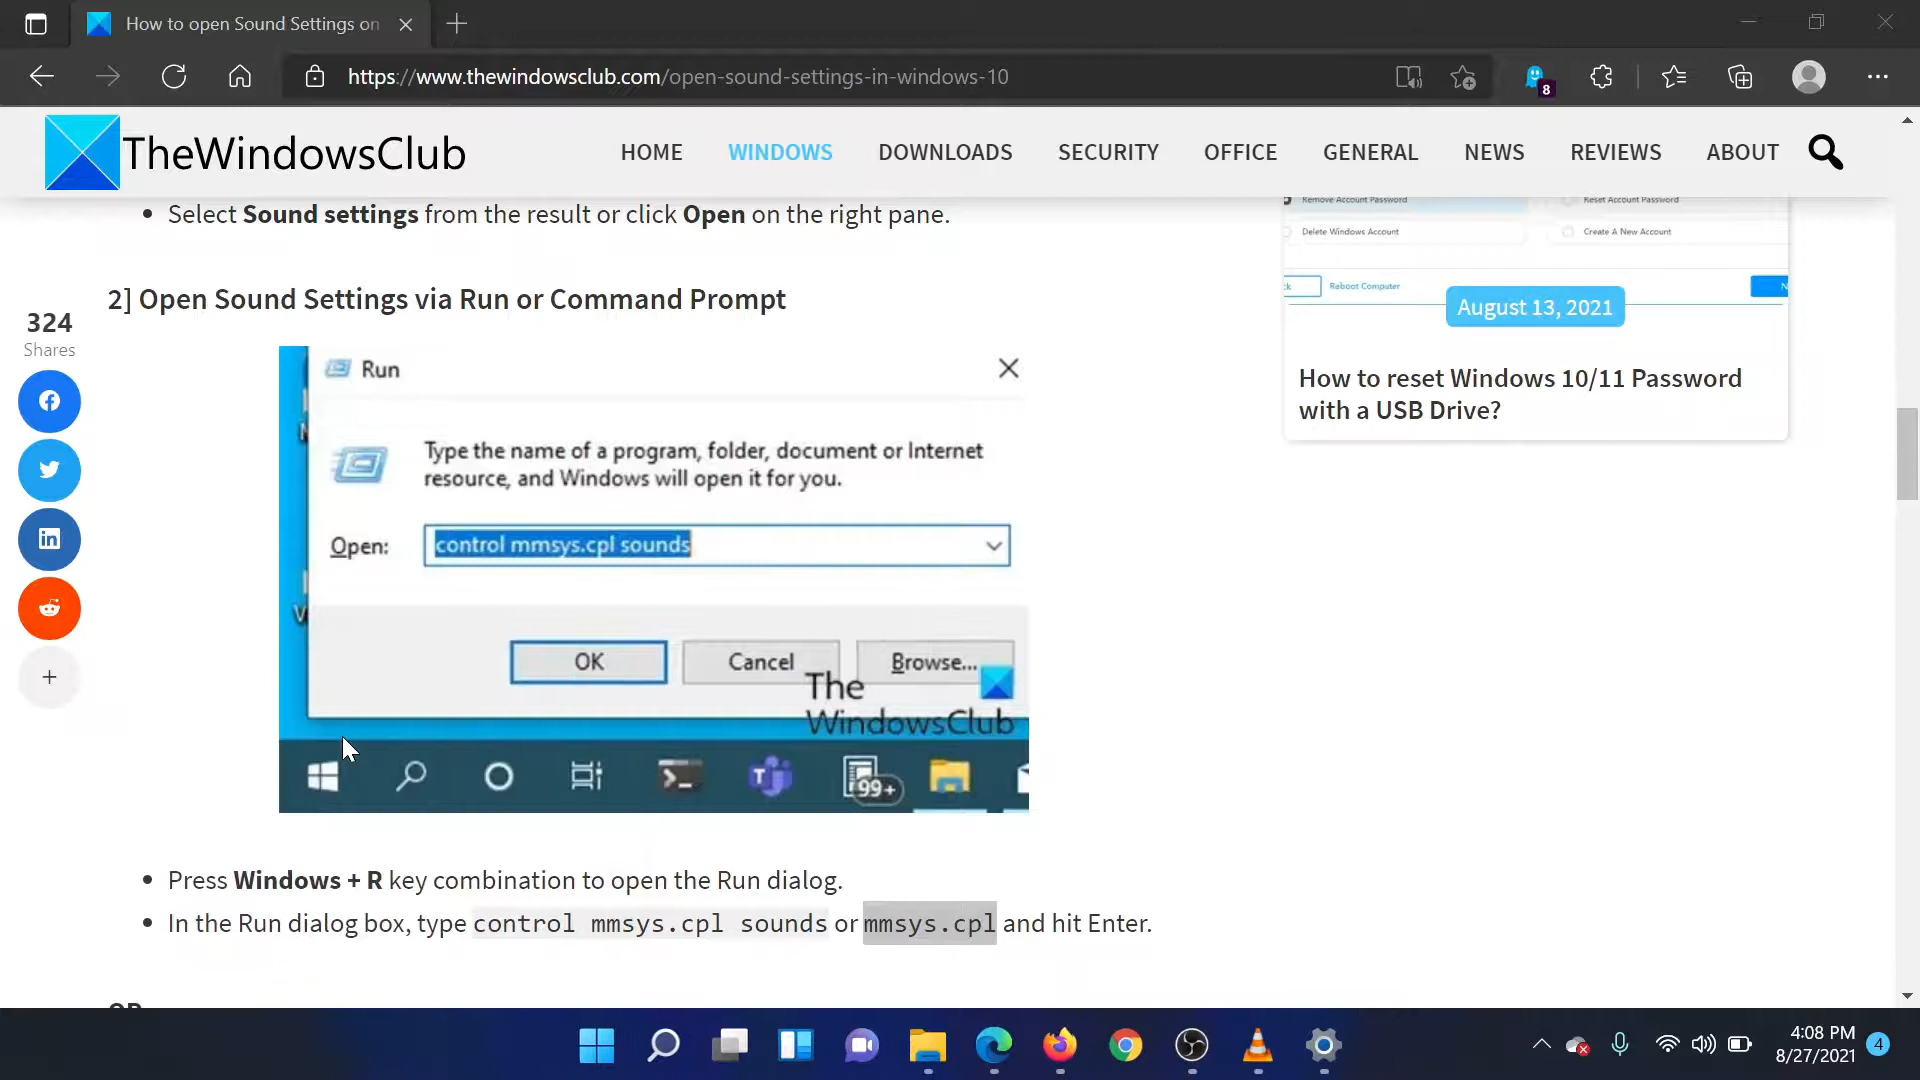 How to open Sound Settings on
https://www.thewindowsclub.com/open-sound-settings-in-windows-10
8
TheWindowsClub
HOME WINDOWS DOWNLOADS SECURITY OFFICE GENERAL NEWS REVIEWS ABOUT
Select Sound settings from the result or click Open on the right pane.
Remove Account Password Reset Account Password
Delete Windows Account Create A New Account
Reboot Computer
August 13, 2021
How to reset Windows 10/11 Password
with a USB Drive?
324
Shares
2] Open Sound Settings via Run or Command Prompt
Run
Type the name of a program, folder, document or Internet
resource, and Windows will open it for you.
Open: control mmsys.cpl sounds
OK Cancel Browse...
The
WindowsClub
99+
Press Windows + R key combination to open the Run dialog.
In the Run dialog box, type control mmsys.cpl sounds or mmsys.cpl and hit Enter.
4:08 PM
8/27/2021
4